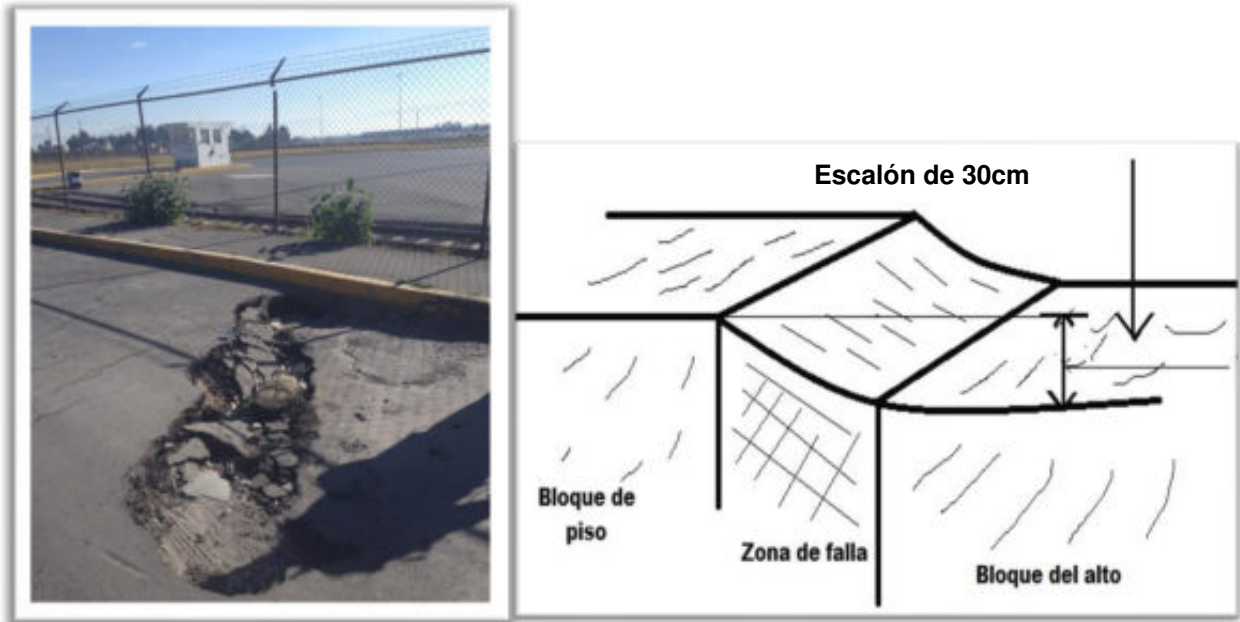 Escalón de 30cm
Bloque de
piso
Zona de falla
Bloque del alto